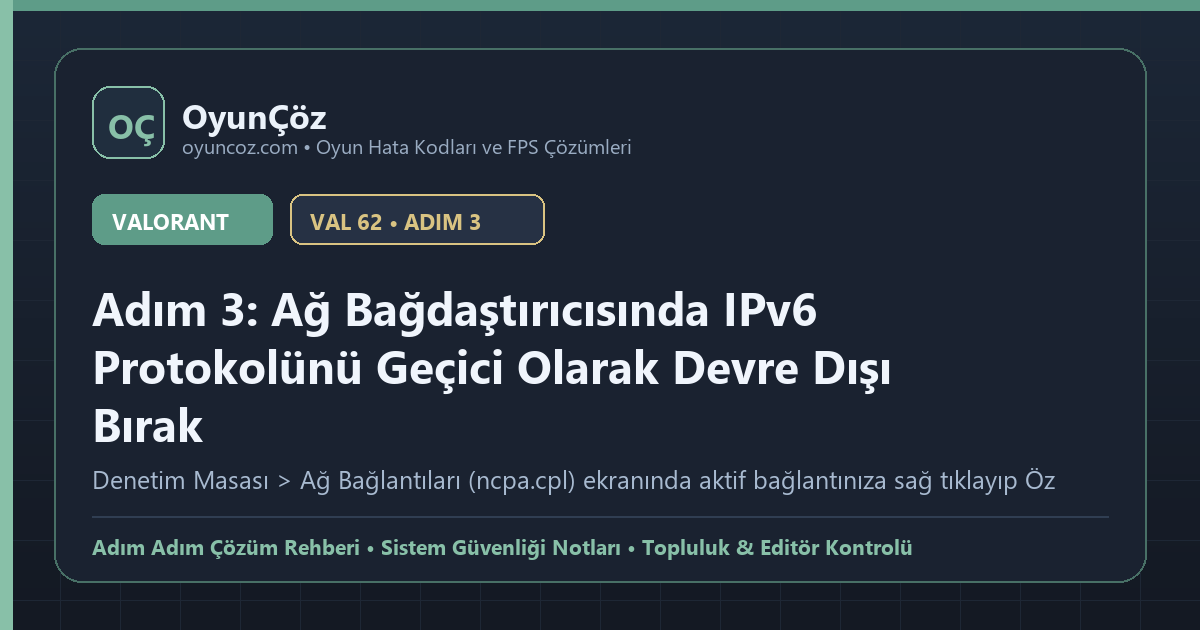 OÇ
OyunÇöz
oyuncoz.com • Oyun Hata Kodları ve FPS Çözümleri
VALORANT
VAL 62 • ADIM 3
Adım 3: Ağ Bağdaştırıcısında IPv6
Protokolünü Geçici Olarak Devre Dışı
Bırak
Denetim Masası > Ağ Bağlantıları (ncpa.cpl) ekranında aktif bağlantınıza sağ tıklayıp Öz
Adım Adım Çözüm Rehberi • Sistem Güvenliği Notları • Topluluk & Editör Kontrolü